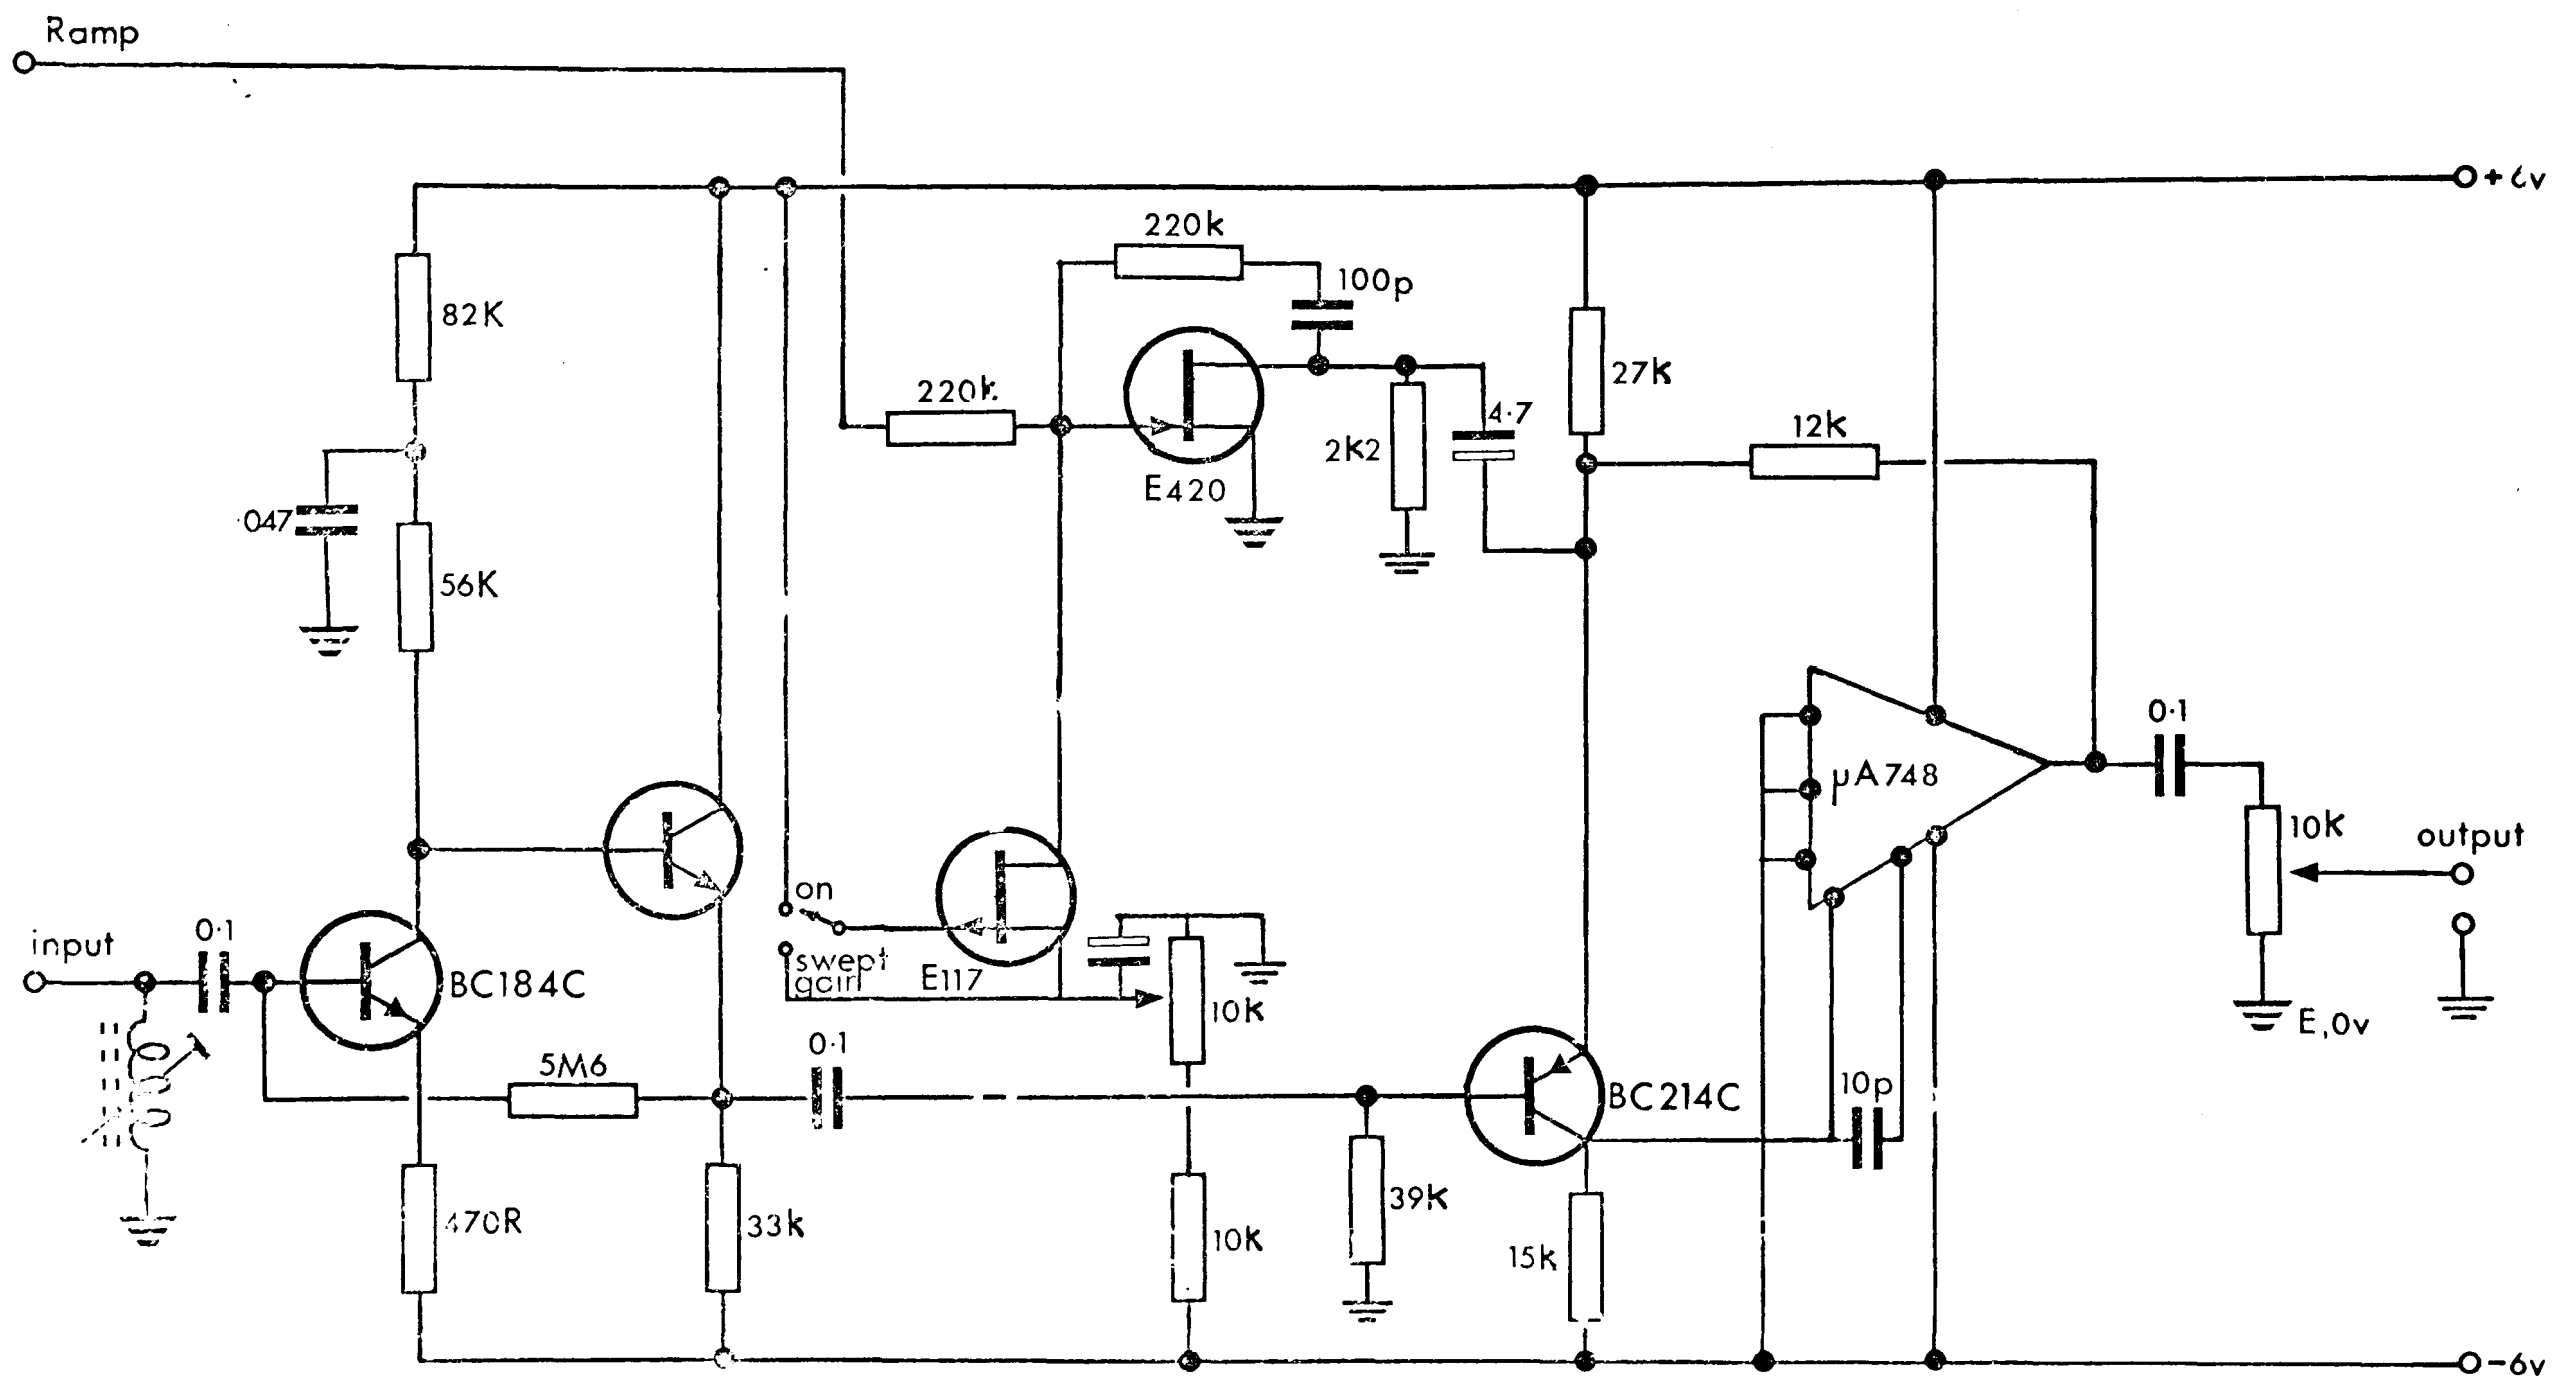 Ramp
220k
100p
82K
220k
27K
4·7
12K
2K2
E420
·047
56K
0·1
µA748
10K
output
on
input
0·1
swept
gain
E117
BC184C
10K
E,0v
5M6
0·1
10p
BC214C
470R
33k
10K
39K
15k
-6v